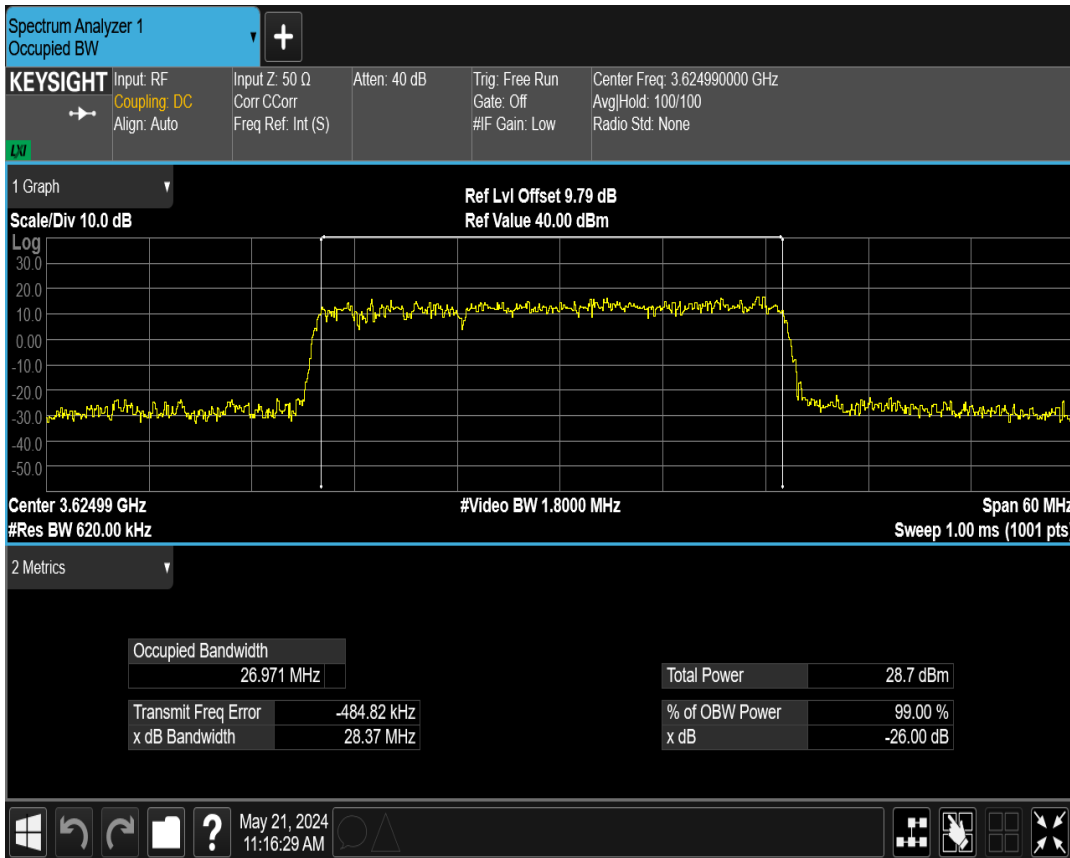 Spectrum Analyzer 1
Occupied BW
+
KEYSIGHT
LXI
Input: RF
Coupling: DC
Align: Auto
Input Z: 50 Ω
Corr CCorr
Freq Ref: Int (S)
Atten: 40 dB
Trig: Free Run
Gate: Off
#IF Gain: Low
Center Freq: 3.624990000 GHz
Avg|Hold: 100/100
Radio Std: None
1 Graph
Scale/Div 10.0 dB
Ref Lvl Offset 9.79 dB
Ref Value 40.00 dBm
Log
30.0
20.0
10.0
0.00
-10.0
-20.0
-30.0
-40.0
-50.0
Center 3.62499 GHz
#Video BW 1.8000 MHz
Span 60 MHz
#Res BW 620.00 kHz
Sweep 1.00 ms (1001 pts)
2 Metrics
Occupied Bandwidth
26.971 MHz
Total Power 28.7 dBm
Transmit Freq Error -484.82 kHz
% of OBW Power 99.00 %
x dB Bandwidth 28.37 MHz
x dB -26.00 dB
?
May 21, 2024
11:16:29 AM